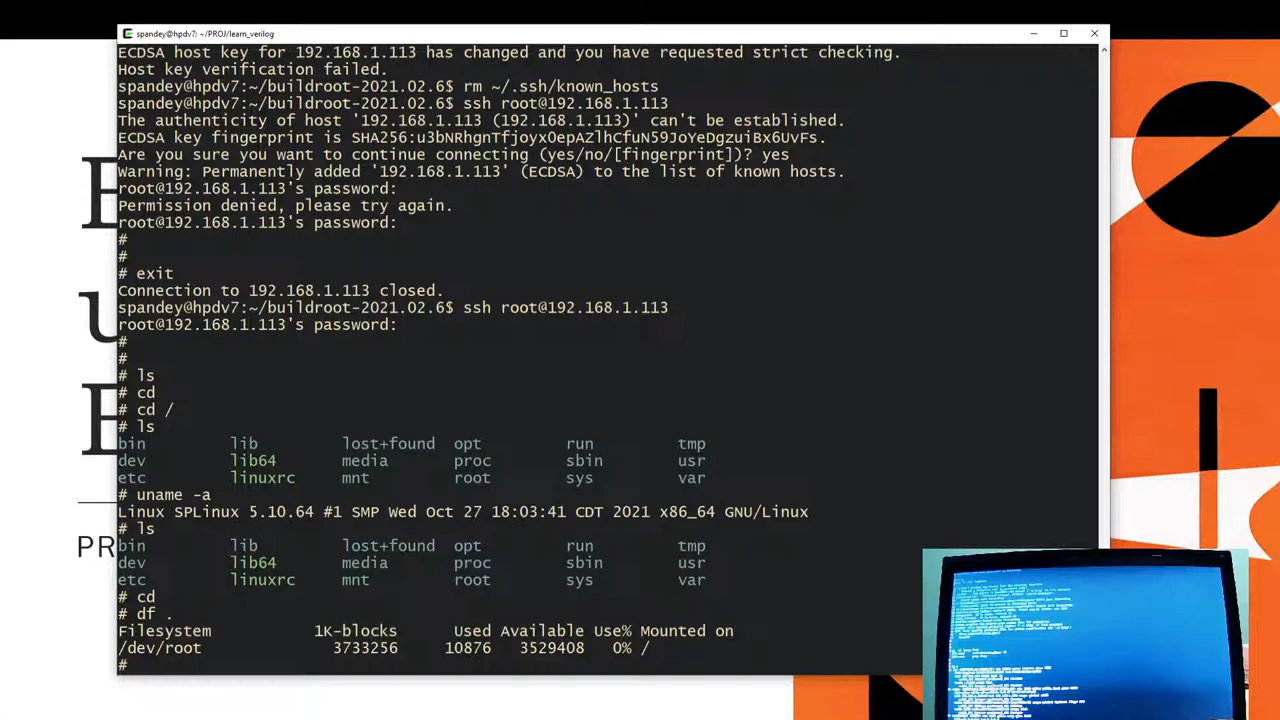 spandey@hpdv7:~/PROJ/learn_verilog
ECDSA host key for 192.168.1.113 has changed and you have requested strict checking.
Host key verification failed.
spandey@hpdv7:~/buildroot-2021.02.6$ rm ~/.ssh/known_hosts
spandey@hpdv7:~/buildroot-2021.02.6$ ssh root@192.168.1.113
The authenticity of host '192.168.1.113 (192.168.1.113)' can't be established.
ECDSA key fingerprint is SHA256:u3bNRhgnTfjoyxOepAZlhCfuN59JoYeDgzuiBx6UvFs.
Are you sure you want to continue connecting (yes/no/[fingerprint])? yes
Warning: Permanently added '192.168.1.113' (ECDSA) to the list of known hosts.
root@192.168.1.113's password:
Permission denied, please try again.
root@192.168.1.113's password:
#
#
# exit
Connection to 192.168.1.113 closed.
spandey@hpdv7:~/buildroot-2021.02.6$ ssh root@192.168.1.113
root@192.168.1.113's password:
#
#
# ls
# cd
# cd /
# ls
bin lib lost+found opt run tmp
dev lib64 media proc sbin usr
etc linuxrc mnt root sys var
# uname -a
Linux SPLinux 5.10.64 #1 SMP Wed Oct 27 18:03:41 CDT 2021 x86_64 GNU/Linux
# ls
bin lib lost+found opt run tmp
dev lib64 media proc sbin usr
etc linuxrc mnt root sys var
# cd
# df .
Filesystem 1K-blocks Used Available Use% Mounted on
/dev/root 3733256 10876 3529408 0% /
#